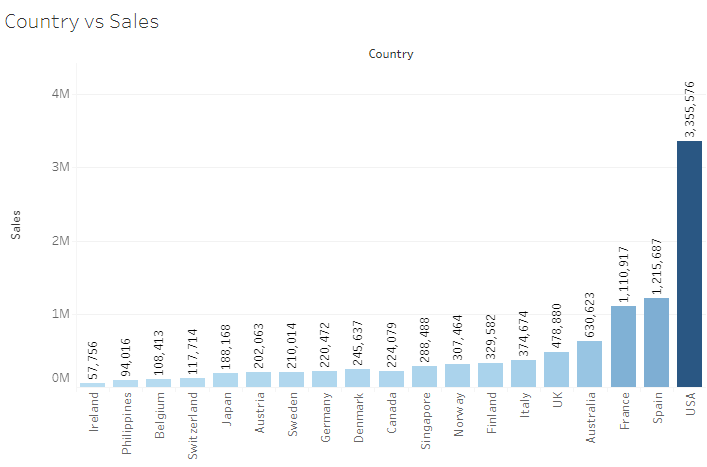 Country vs Sales
Country
Sales
4M
3M
2M
1M
0M
57,756
94,016
108,413
117,714
188,168
202,063
210,014
220,472
245,637
224,079
288,488
307,464
329,582
374,674
478,880
630,623
1,110,917
1,215,687
3,355,576
Ireland
Philippines
Belgium
Switzerland
Japan
Austria
Sweden
Germany
Denmark
Canada
Singapore
Norway
Finland
Italy
UK
Australia
France
Spain
USA